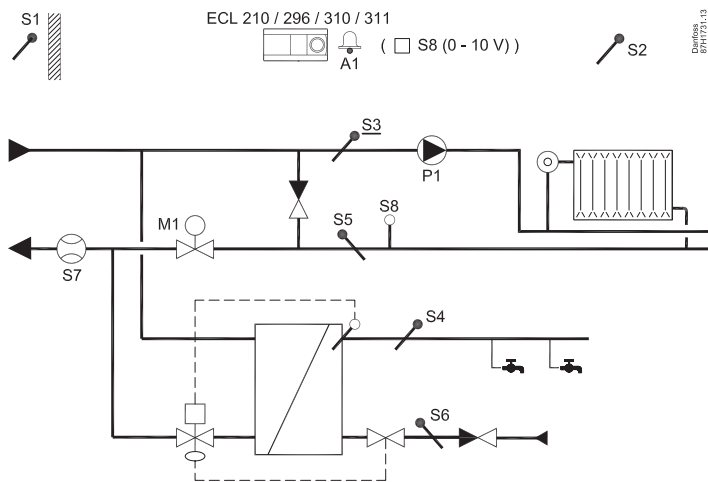 S1
ECL 210 / 296 / 310 / 311
A1
( S8 (0 - 10 V) )
S2
Danfoss
87H1731.13
S3
P1
M1
S5
S8
S7
S4
S6